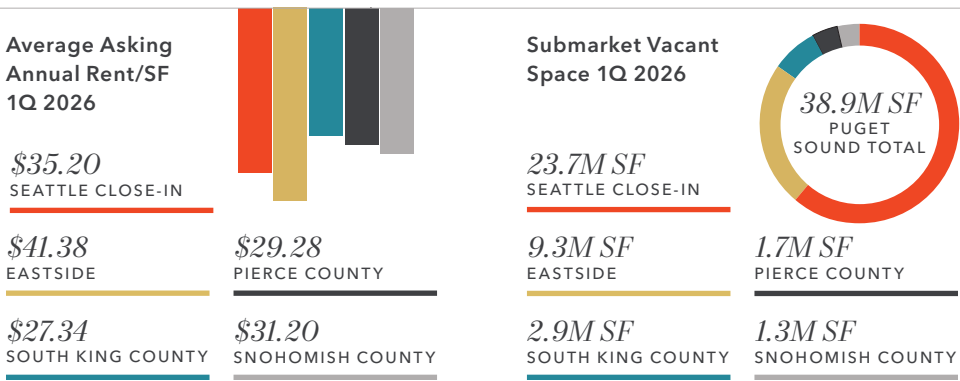 Average Asking
Annual Rent/SF
1Q 2026
$35.20
SEATTLE CLOSE-IN
$41.38
EASTSIDE
$29.28
PIERCE COUNTY
$27.34
SOUTH KING COUNTY
$31.20
SNOHOMISH COUNTY
Submarket Vacant
Space 1Q 2026
38.9M SF
PUGET
SOUND TOTAL
23.7M SF
SEATTLE CLOSE-IN
9.3M SF
EASTSIDE
1.7M SF
PIERCE COUNTY
2.9M SF
SOUTH KING COUNTY
1.3M SF
SNOHOMISH COUNTY